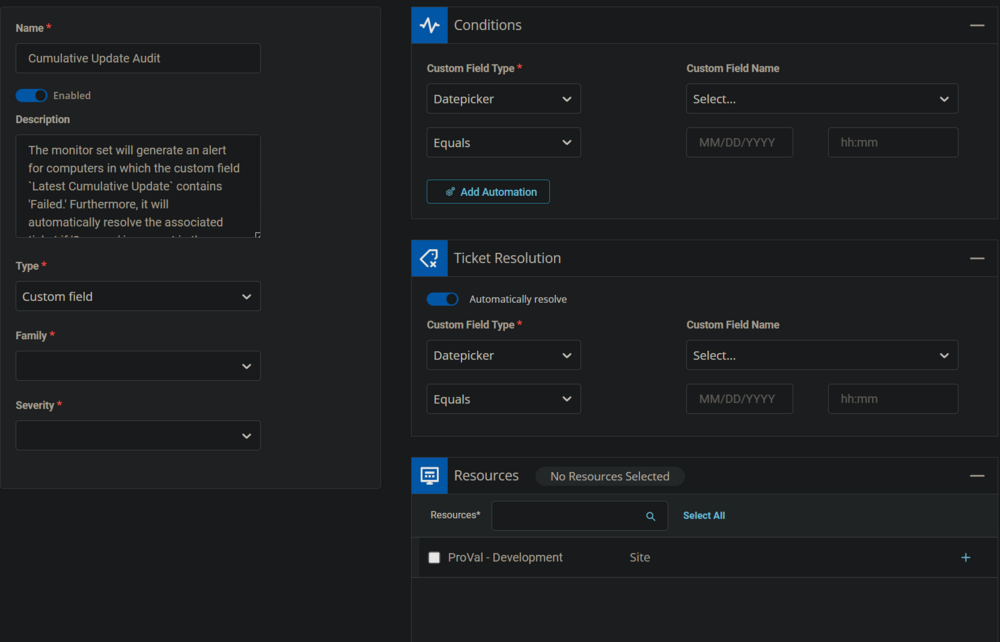 Name *
Cumulative Update Audit
Enabled
Description
The monitor set will generate an alert
for computers in which the custom field
`Latest Cumulative Update` contains
'Failed.' Furthermore, it will
automatically resolve the associated
Type *
Custom field
Family *
Severity *
Conditions
Custom Field Type *
Custom Field Name
Datepicker
Select...
Equals
MM/DD/YYYY
hh:mm
Add Automation
Ticket Resolution
Automatically resolve
Custom Field Type *
Custom Field Name
Datepicker
Select...
Equals
MM/DD/YYYY
hh:mm
Resources
No Resources Selected
Resources*
Select All
ProVal - Development
Site